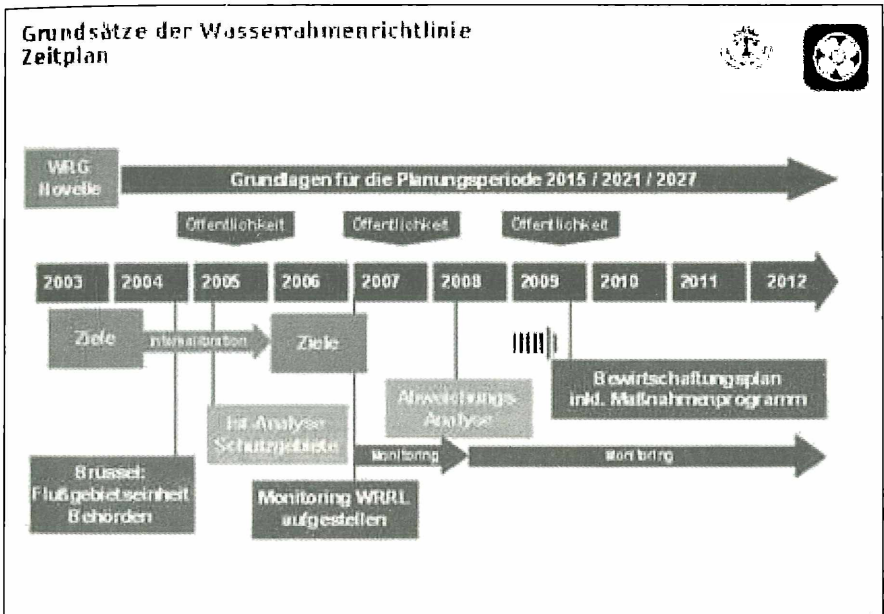 Grundsätze der Wasserrahmenrichtlinie
Zeitplan
WRG
Novelle
Grundlagen für die Planungsperiode 2015 / 2021 / 2027
Öffentlichkeit
Öffentlichkeit
Öffentlichkeit
2003
2004
2005
2006
2007
2008
2009
2010
2011
2012
Ziele
Interkalibration
Ziele
Bewirtschaftungsplan
inkl. Maßnahmenprogramm
Abweichungs-
Analyse
Ist-Analyse
Schutzgebiete
Monitoring
Monitoring
Brüssel:
Flußgebietseinheit
Behörden
Monitoring WRRL
aufgestellen